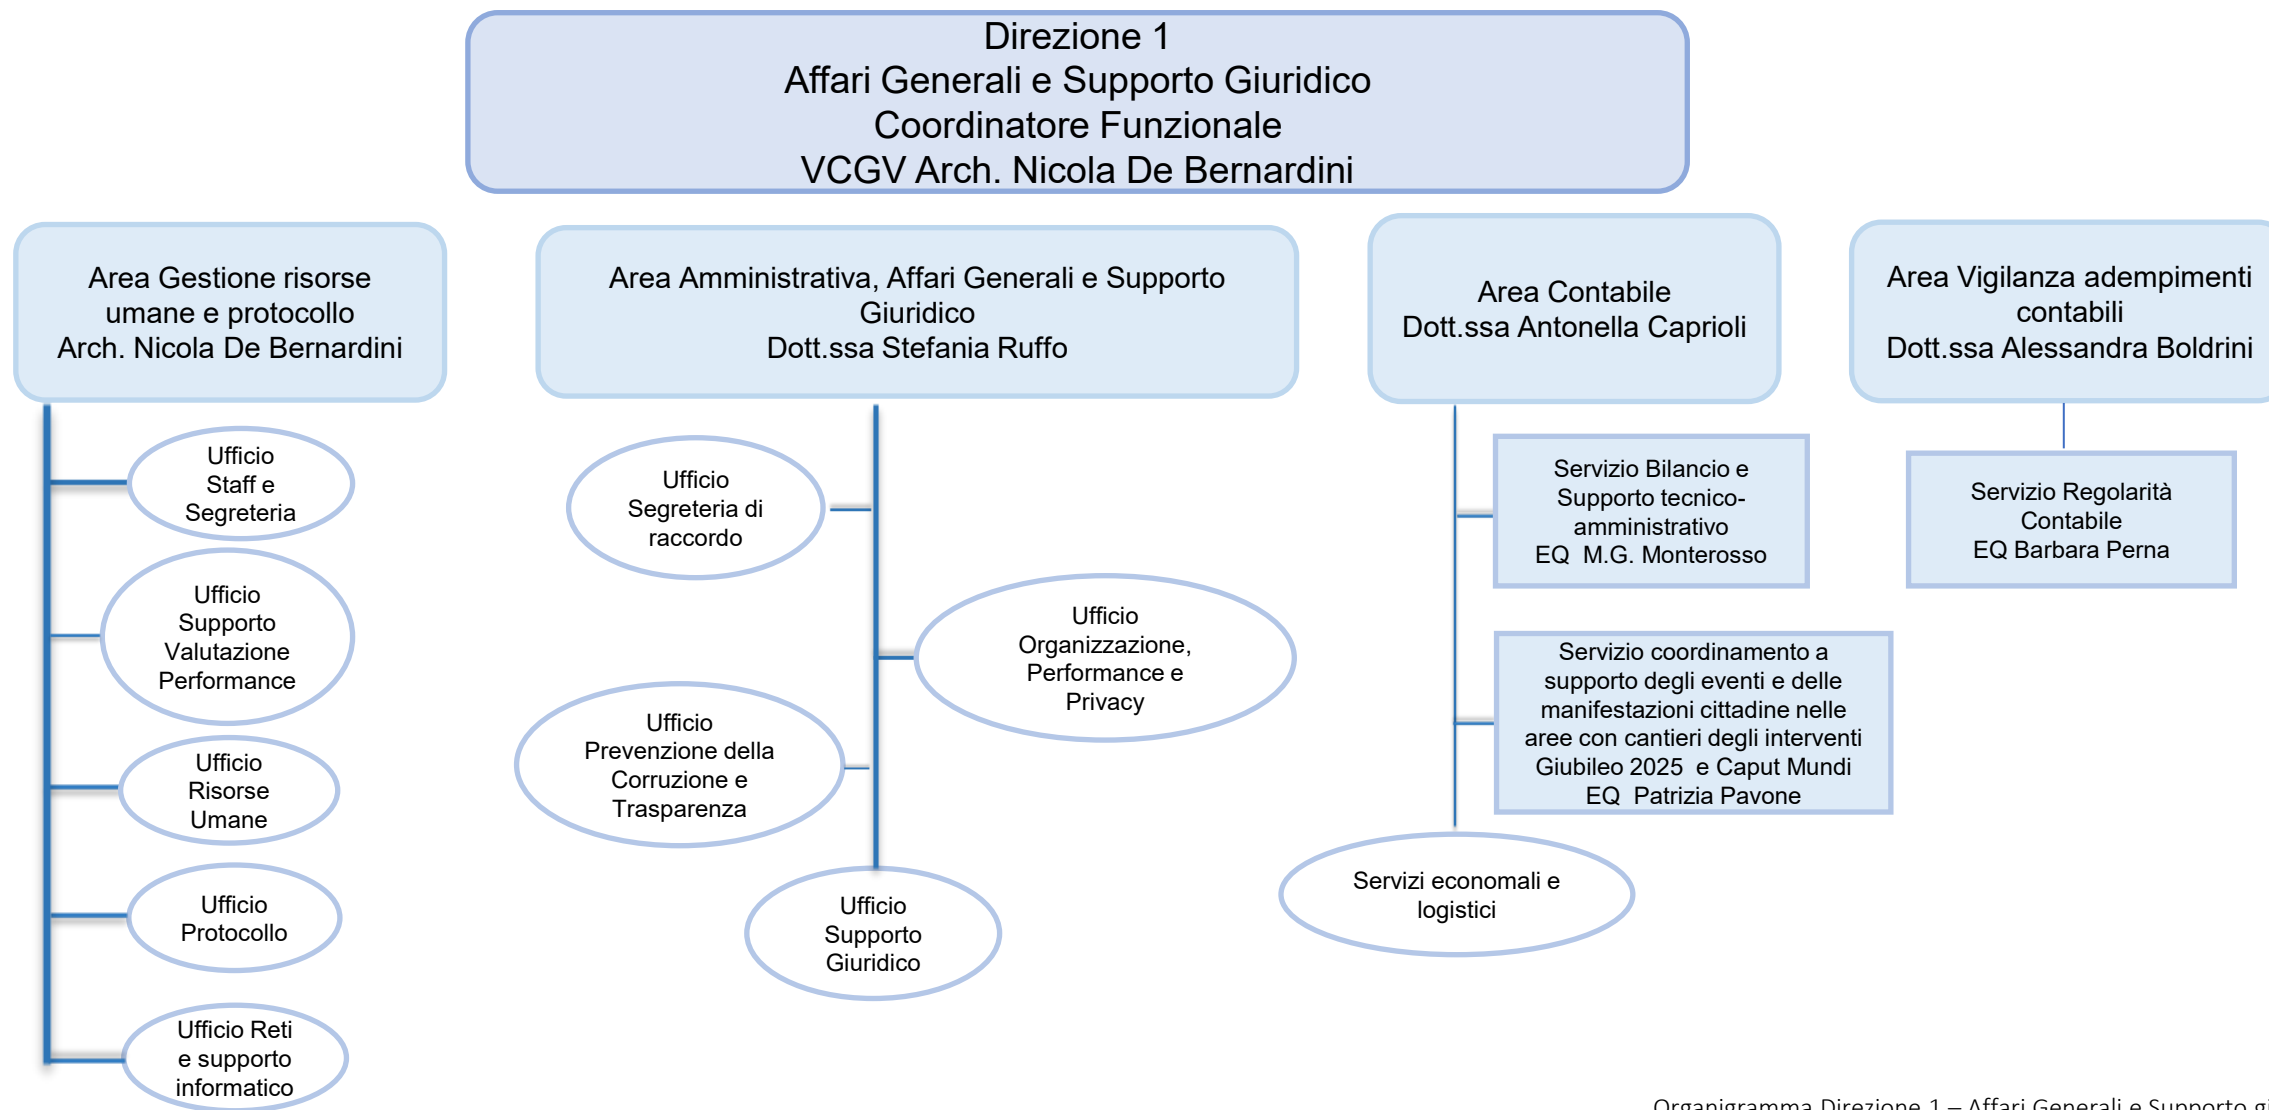 Direzione 1
Affari Generali e Supporto Giuridico
Coordinatore Funzionale
VCGV Arch. Nicola De Bernardini
Area Gestione risorse
umane e protocollo
Arch. Nicola De Bernardini
Ufficio
Staff e
Segreteria
Ufficio
Supporto
Valutazione
Performance
Ufficio
Risorse
Umane
Ufficio
Protocollo
Ufficio Reti
e supporto
informatico
Area Amministrativa, Affari Generali e Supporto
Giuridico
Dott.ssa Stefania Ruffo
Ufficio
Segreteria di
raccordo
Ufficio
Organizzazione,
Performance e
Privacy
Ufficio
Prevenzione della
Corruzione e
Trasparenza
Ufficio
Supporto
Giuridico
Area Contabile
Dott.ssa Antonella Caprioli
Servizio Bilancio e
Supporto tecnico-
amministrativo
EQ  M.G. Monterosso
Servizio coordinamento a
supporto degli eventi e delle
manifestazioni cittadine nelle
aree con cantieri degli interventi
Giubileo 2025  e Caput Mundi
EQ  Patrizia Pavone
Servizi economali e
logistici
Area Vigilanza adempimenti
contabili
Dott.ssa Alessandra Boldrini
Servizio Regolarità
Contabile
EQ Barbara Perna
Organigramma Direzione 1 – Affari Generali e Supporto